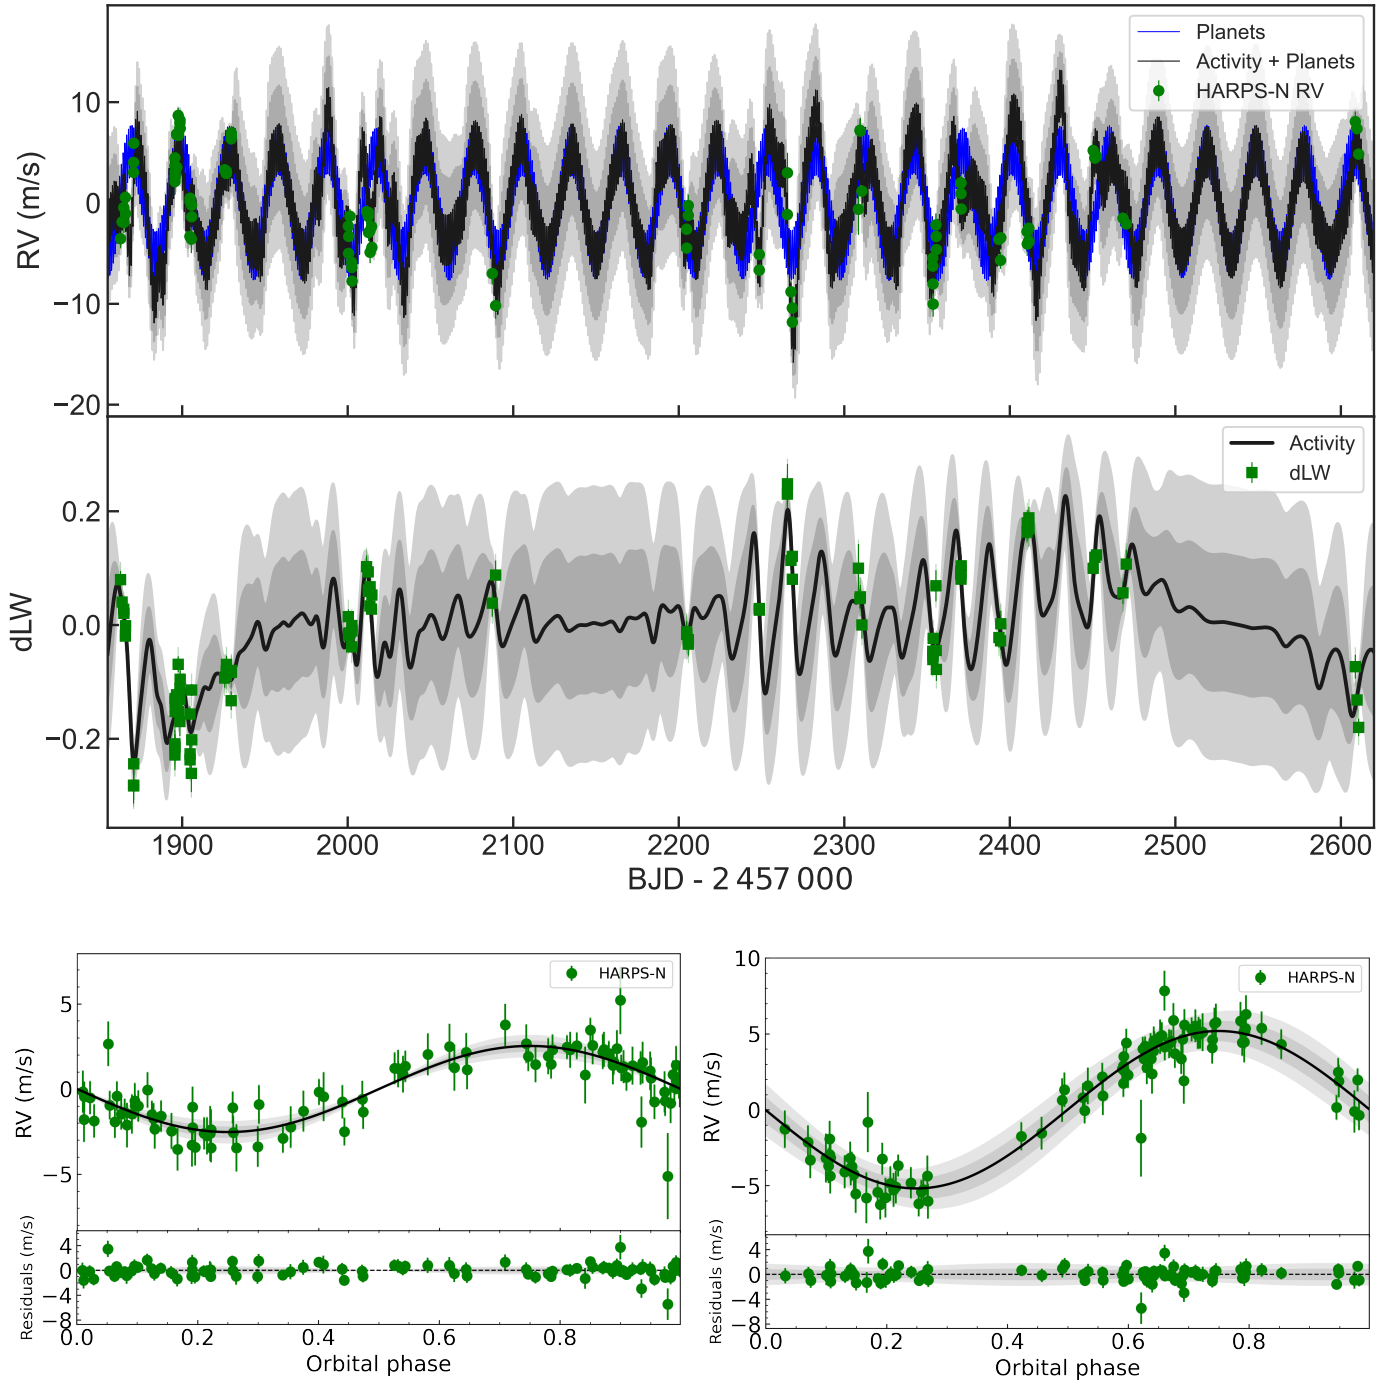 Planets
Activity + Planets
HARPS-N RV
10
0
−10
−20
RV (m/s)
Activity
dLW
0.2
0.0
−0.2
dLW
1900 2000 2100 2200 2300 2400 2500 2600
BJD - 2 457 000
HARPS-N
5
0
−5
RV (m/s)
4
0
−4
−8
Residuals (m/s)
0.0 0.2 0.4 0.6 0.8
Orbital phase
HARPS-N
10
5
0
−5
RV (m/s)
4
0
−4
−8
Residuals (m/s)
0.0 0.2 0.4 0.6 0.8
Orbital phase